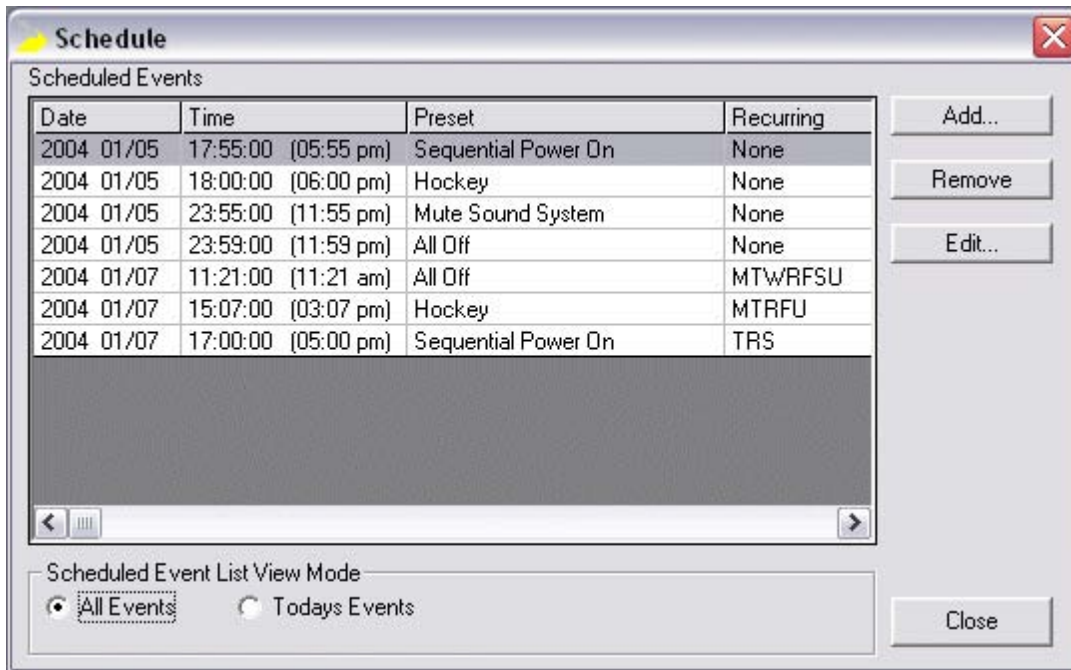 Schedule
Scheduled Events
Date Time Preset Recurring
2004 01/05 17:55:00 (05:55 pm) Sequential Power On None
2004 01/05 18:00:00 (06:00 pm) Hockey None
2004 01/05 23:55:00 (11:55 pm) Mute Sound System None
2004 01/05 23:59:00 (11:59 pm) All Off None
2004 01/07 11:21:00 (11:21 am) All Off MTWRFSU
2004 01/07 15:07:00 (03:07 pm) Hockey MTRFU
2004 01/07 17:00:00 (05:00 pm) Sequential Power On TRS
Add...
Remove
Edit...
Scheduled Event List View Mode
All Events Todays Events
Close